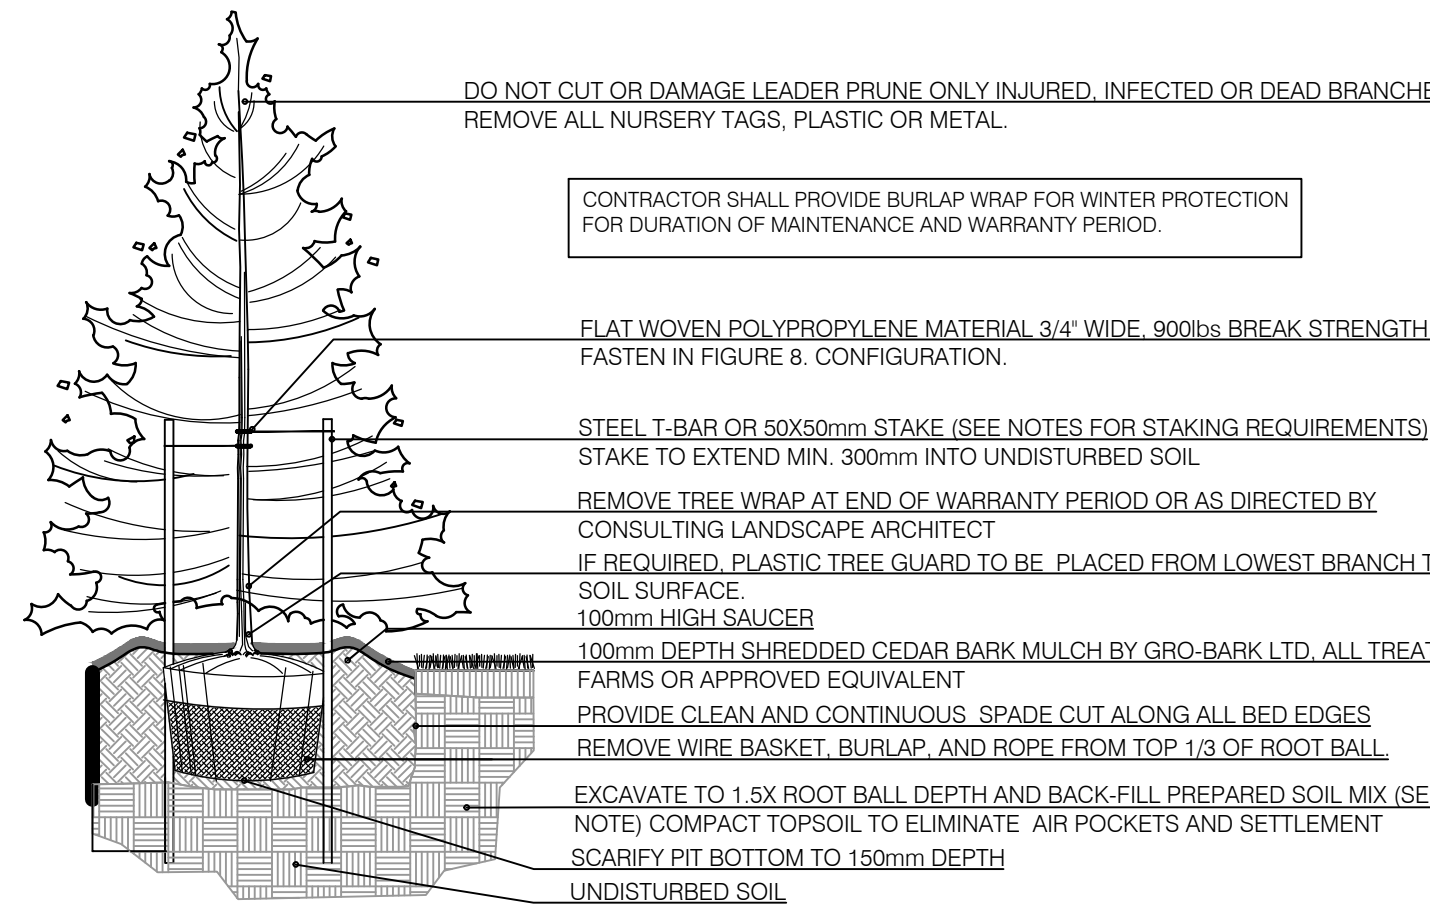 DO NOT CUT OR DAMAGE LEADER PRUNE ONLY INJURED, INFECTED OR DEAD BRANCHE
REMOVE ALL NURSERY TAGS, PLASTIC OR METAL.
CONTRACTOR SHALL PROVIDE BURLAP WRAP FOR WINTER PROTECTION
FOR DURATION OF MAINTENANCE AND WARRANTY PERIOD.
FLAT WOVEN POLYPROPYLENE MATERIAL 3/4" WIDE, 900lbs BREAK STRENGTH
FASTEN IN FIGURE 8. CONFIGURATION.
STEEL T-BAR OR 50X50mm STAKE (SEE NOTES FOR STAKING REQUIREMENTS)
STAKE TO EXTEND MIN. 300mm INTO UNDISTURBED SOIL
REMOVE TREE WRAP AT END OF WARRANTY PERIOD OR AS DIRECTED BY
CONSULTING LANDSCAPE ARCHITECT
IF REQUIRED, PLASTIC TREE GUARD TO BE PLACED FROM LOWEST BRANCH T
SOIL SURFACE.
100mm HIGH SAUCER
100mm DEPTH SHREDDED CEDAR BARK MULCH BY GRO-BARK LTD, ALL TREAT
FARMS OR APPROVED EQUIVALENT
PROVIDE CLEAN AND CONTINUOUS SPADE CUT ALONG ALL BED EDGES
REMOVE WIRE BASKET, BURLAP, AND ROPE FROM TOP 1/3 OF ROOT BALL.
EXCAVATE TO 1.5X ROOT BALL DEPTH AND BACK-FILL PREPARED SOIL MIX (SE
NOTE) COMPACT TOPSOIL TO ELIMINATE AIR POCKETS AND SETTLEMENT
SCARIFY PIT BOTTOM TO 150mm DEPTH
UNDISTURBED SOIL